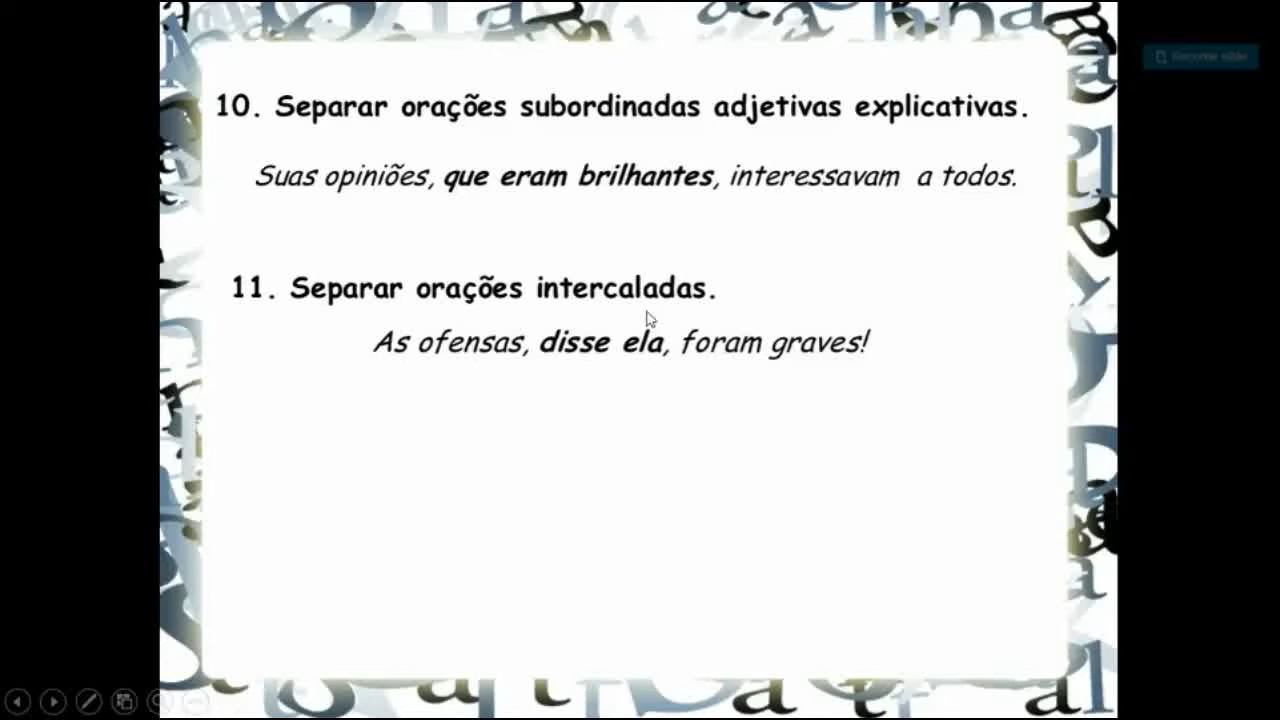 10. Separar orações subordinadas adjetivas explicativas.
Suas opiniões, que eram brilhantes, interessavam a todos.
11. Separar orações intercaladas.
As ofensas, disse ela, foram graves!